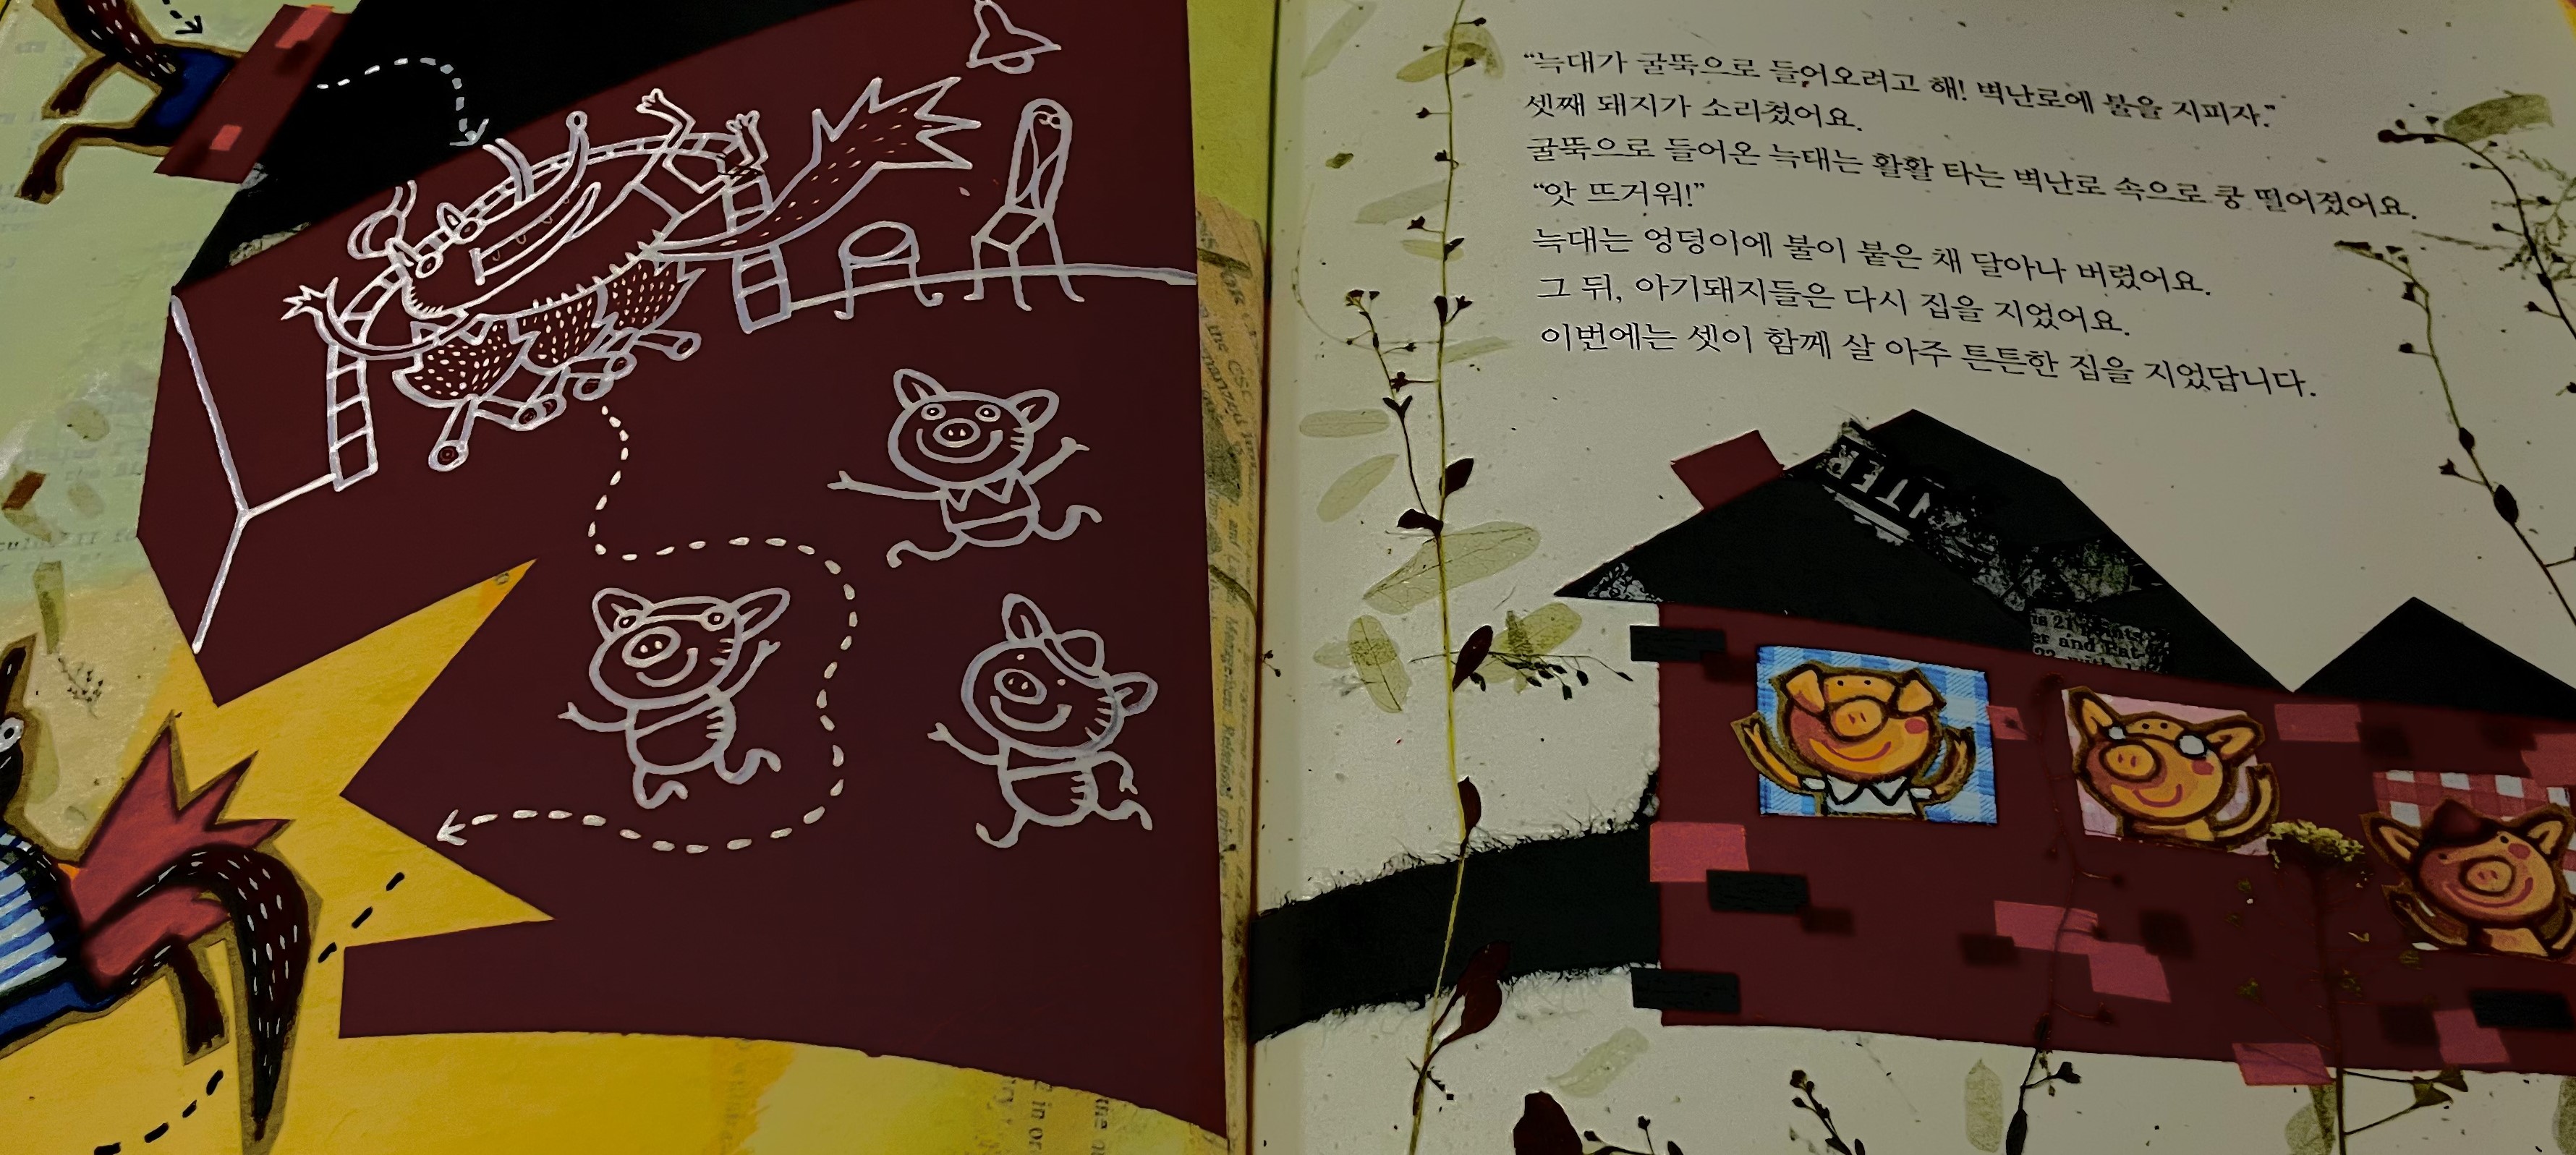 “늑대가 굴뚝으로 들어오려고 해! 벽난로에 불을 지피자.”
셋째 돼지가 소리쳤어요.
굴뚝으로 들어온 늑대는 활활 타는 벽난로 속으로 쿵 떨어졌어요.
“앗 뜨거워!”
늑대는 엉덩이에 불이 붙은 채 달아나 버렸어요.
그 뒤, 아기돼지들은 다시 집을 지었어요.
이번에는 셋이 함께 살 아주 튼튼한 집을 지었답니다.